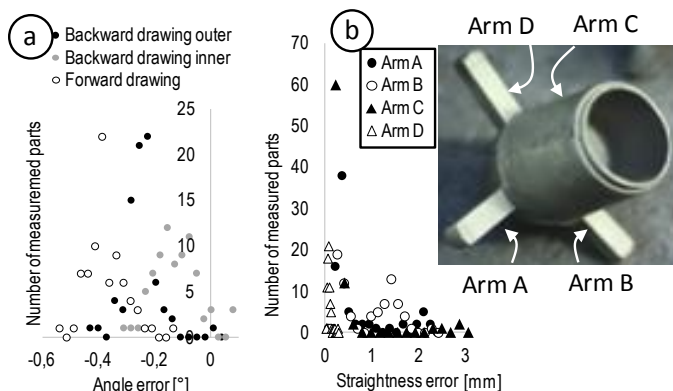 a
Backward drawing outer
Backward drawing inner
Forward drawing
Number of measuremed parts
25
20
15
10
5
0
-0,6
-0,4
-0,2
0
Angle error [°]
b
Number of measured parts
70
60
50
40
30
20
10
0
0
1
2
3
Straightness error [mm]
Arm A
Arm B
Arm C
Arm D
Arm D
Arm C
Arm A
Arm B